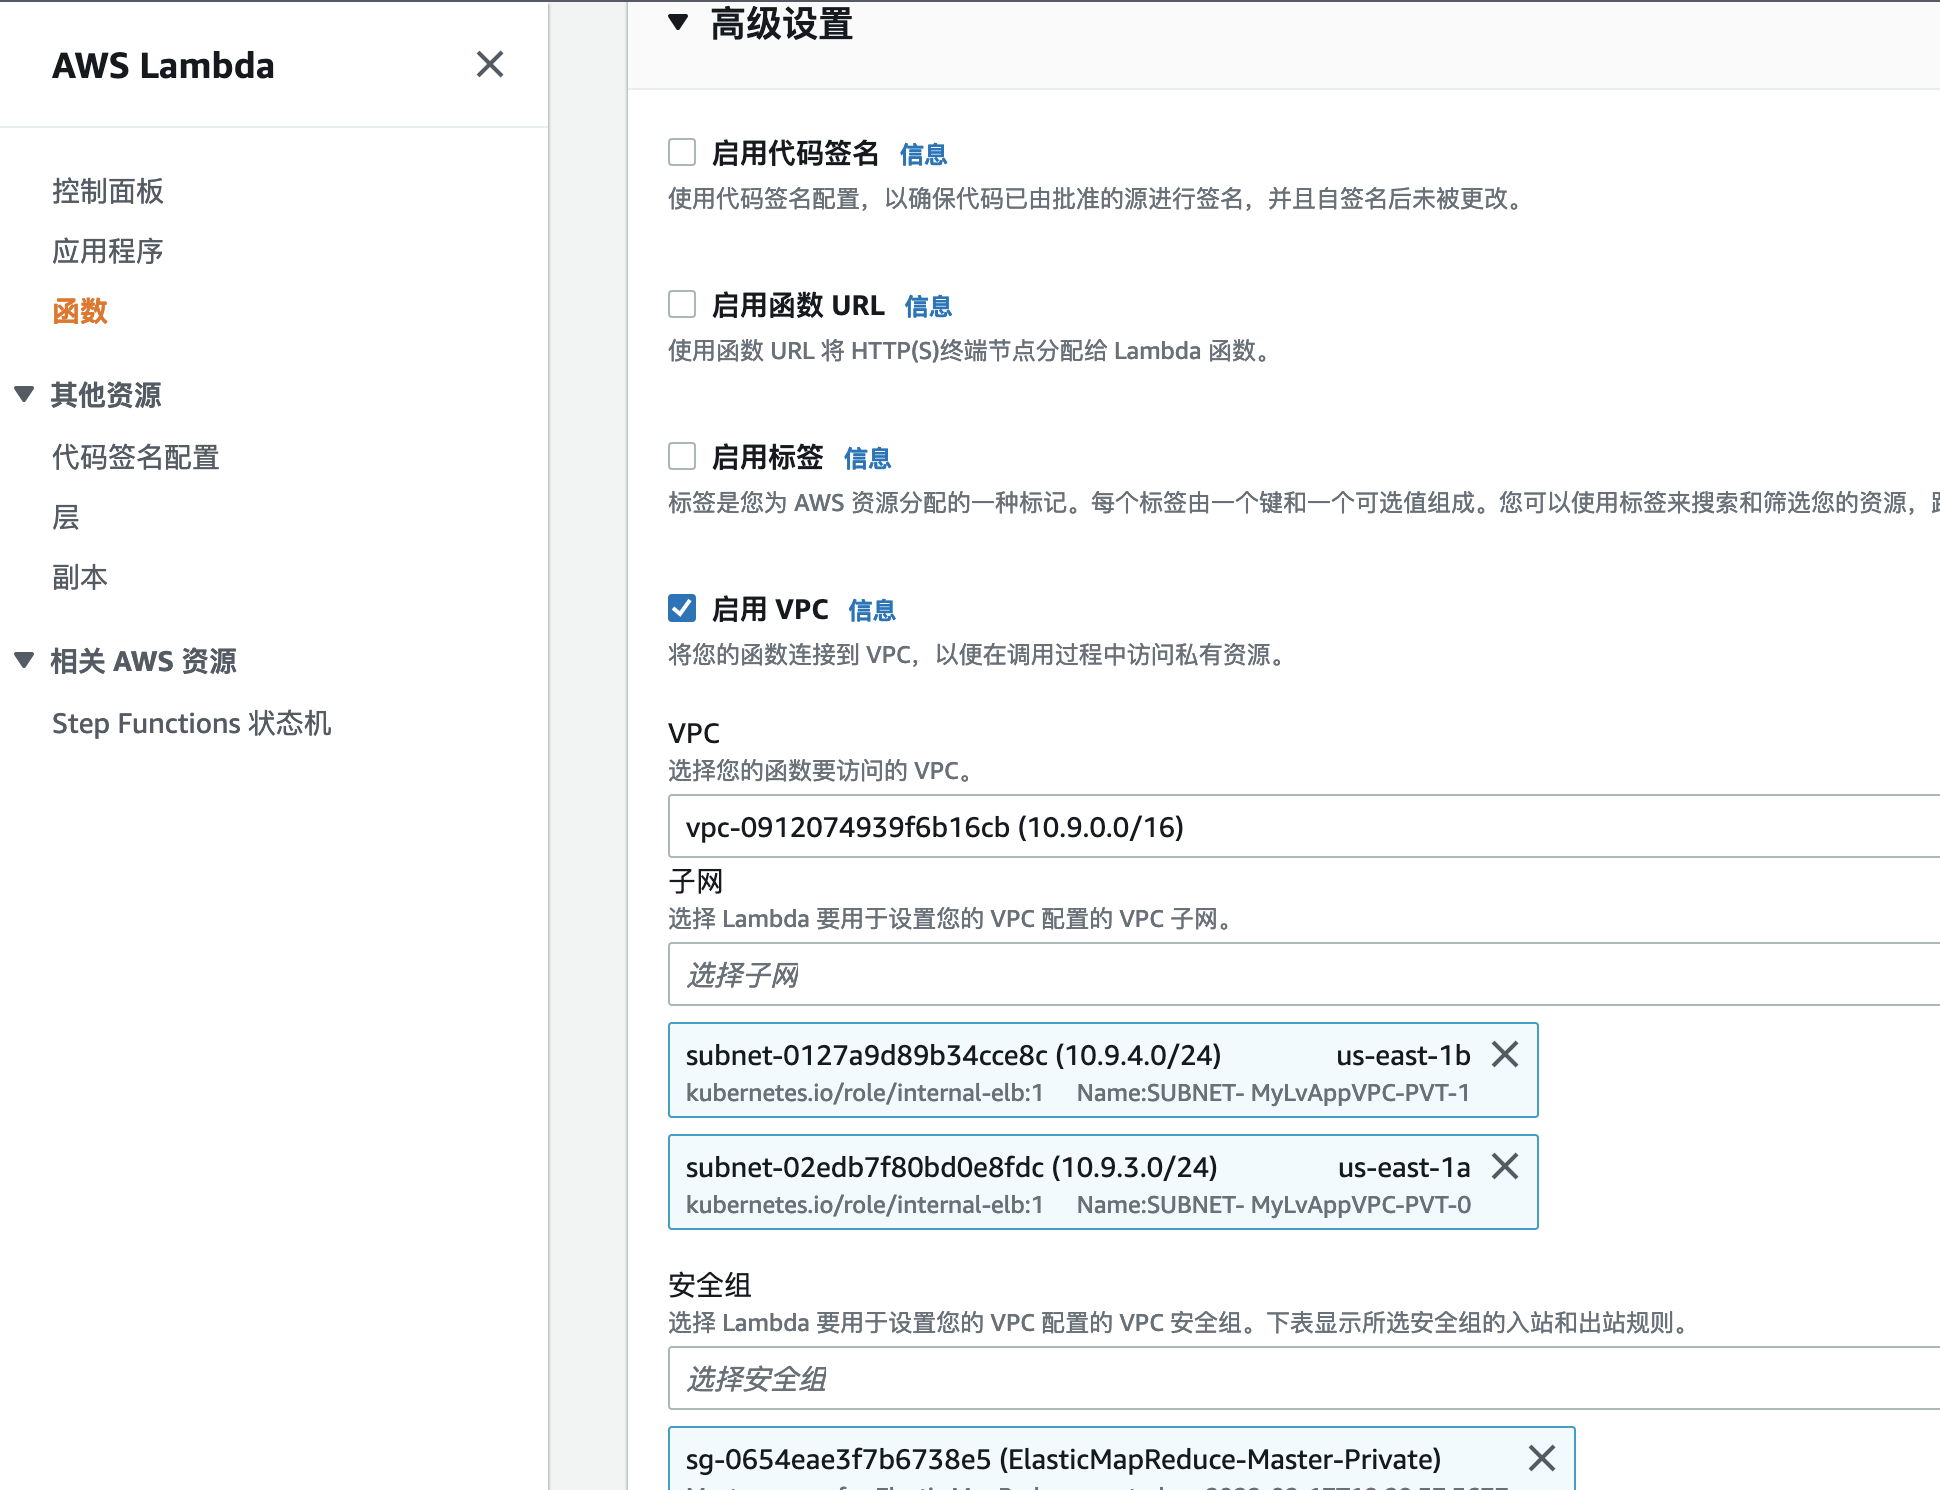 AWS Lambda
控制面板
应用程序
函数
其他资源
代码签名配置
层
副本
相关 AWS 资源
Step Functions 状态机
高级设置
启用代码签名 信息
使用代码签名配置，以确保代码已由批准的源进行签名，并且自签名后未被更改。
启用函数 URL 信息
使用函数 URL 将 HTTP(S)终端节点分配给 Lambda 函数。
启用标签 信息
标签是您为 AWS 资源分配的一种标记。每个标签由一个键和一个可选值组成。您可以使用标签来搜索和筛选您的资源，
启用 VPC 信息
将您的函数连接到 VPC，以便在调用过程中访问私有资源。
VPC
选择您的函数要访问的 VPC。
vpc-0912074939f6b16cb (10.9.0.0/16)
子网
选择 Lambda 要用于设置您的 VPC 配置的 VPC 子网。
选择子网
subnet-0127a9d89b34cce8c (10.9.4.0/24) us-east-1b
kubernetes.io/role/internal-elb:1 Name:SUBNET- MyLvAppVPC-PVT-1
subnet-02edb7f80bd0e8fdc (10.9.3.0/24) us-east-1a
kubernetes.io/role/internal-elb:1 Name:SUBNET- MyLvAppVPC-PVT-0
安全组
选择 Lambda 要用于设置您的 VPC 配置的 VPC 安全组。下表显示所选安全组的入站和出站规则。
选择安全组
sg-0654eae3f7b6738e5 (ElasticMapReduce-Master-Private)